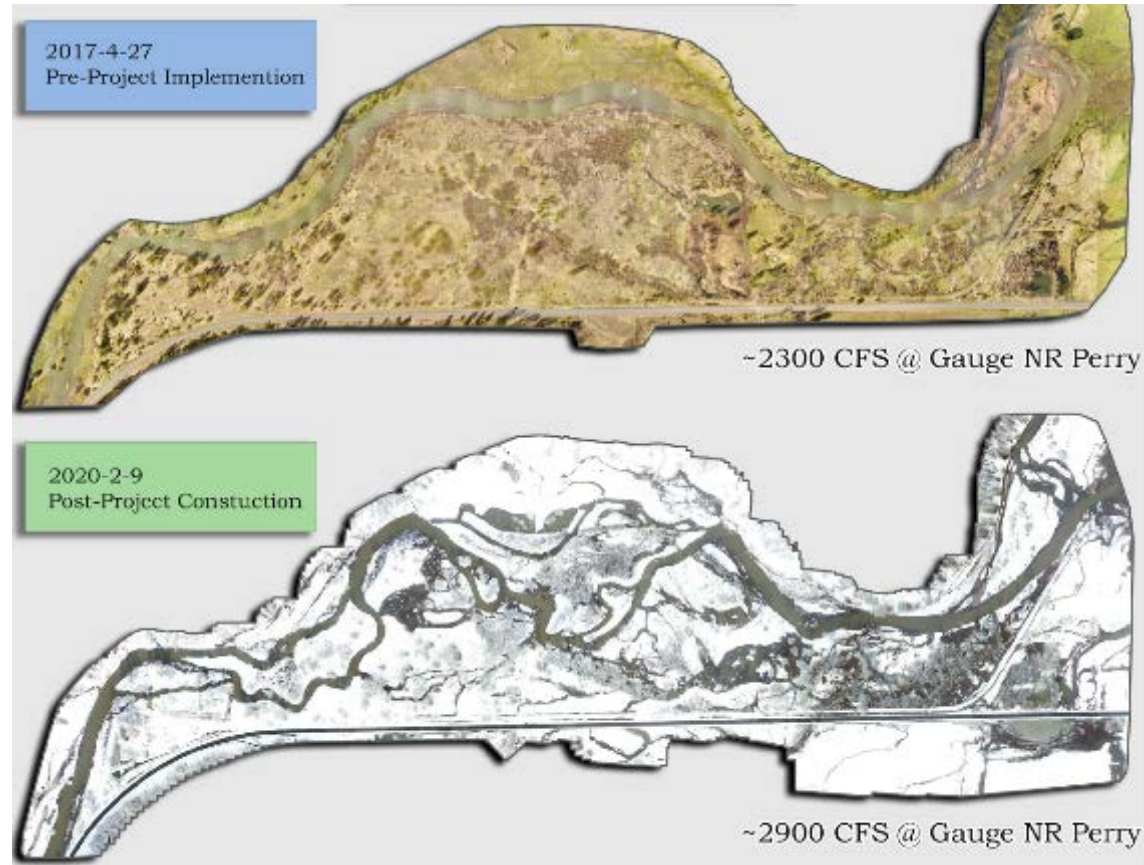 2017-4-27
Pre-Project Implemention
~2300 CFS @ Gauge NR Perry
2020-2-9
Post-Project Constuction
~2900 CFS @ Gauge NR Perry